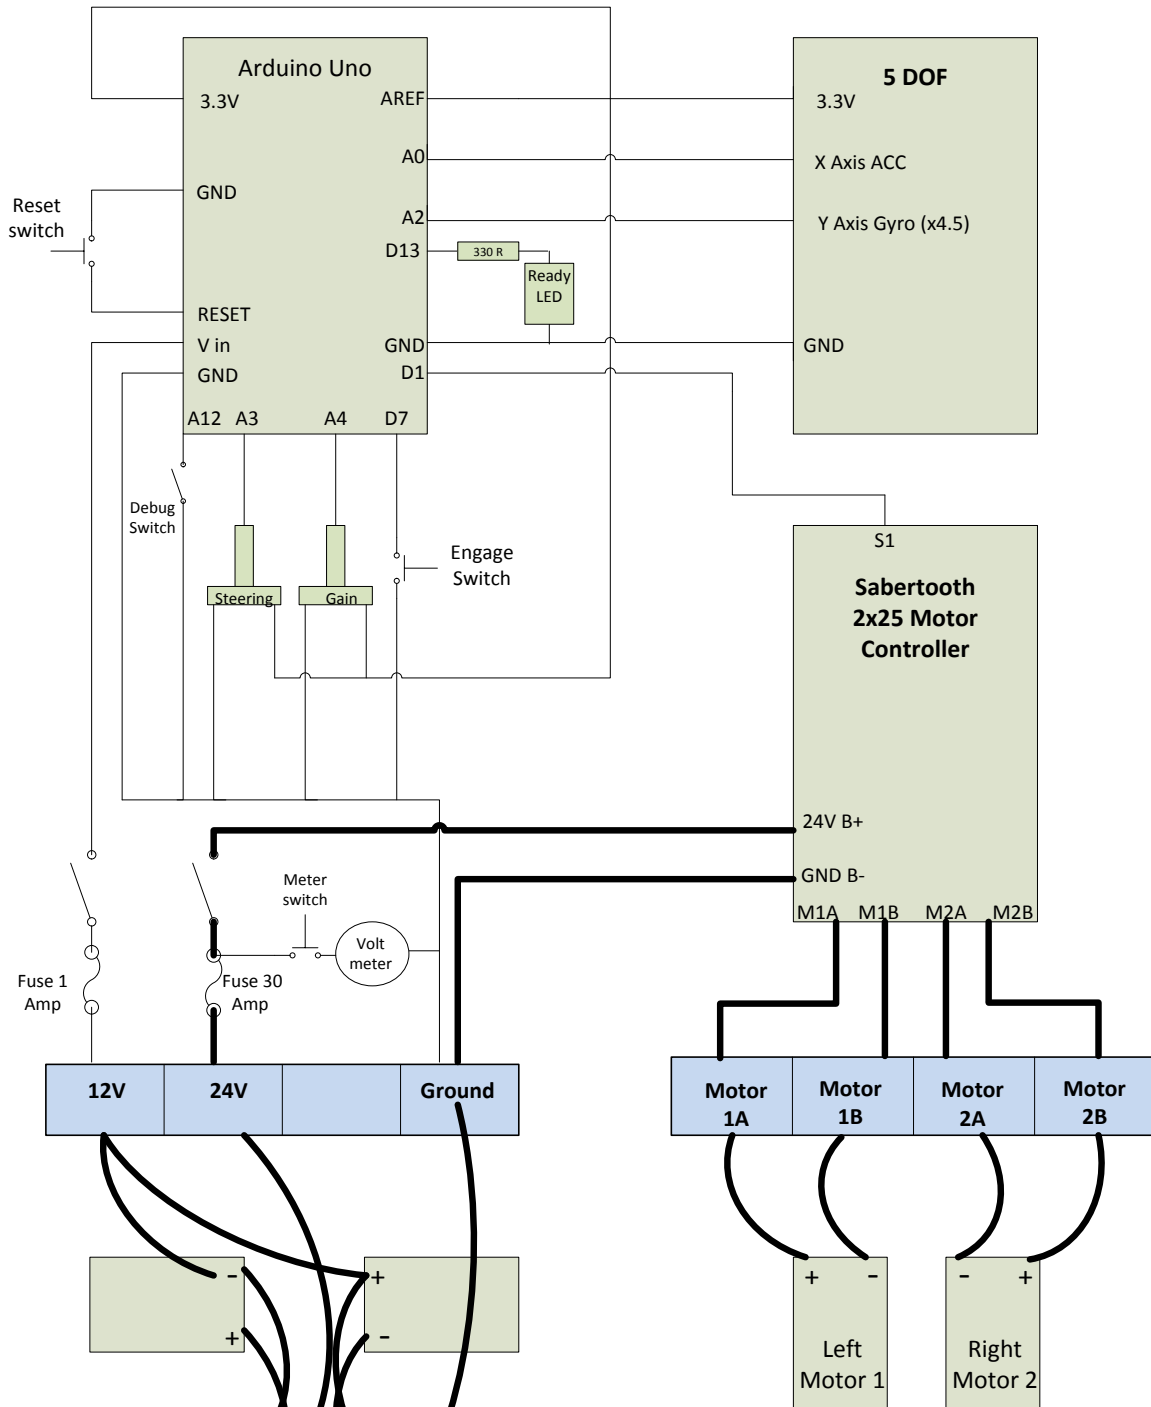 Arduino Uno
3.3V
AREF
A0
GND
A2
D13
RESET
V in
GND
GND
D1
A12 A3 A4 D7
5 DOF
3.3V
X Axis ACC
Y Axis Gyro (x4.5)
GND
Reset
switch
330 R
Ready
LED
Debug
Switch
Steering
Gain
Engage
Switch
S1
Sabertooth
2x25 Motor
Controller
24V B+
GND B-
M1A M1B M2A M2B
Meter
switch
Volt
meter
Fuse 1
Amp
Fuse 30
Amp
12V
24V
Ground
Motor
1A
Motor
1B
Motor
2A
Motor
2B
-
+
+
-
+ -
Left
Motor 1
- +
Right
Motor 2